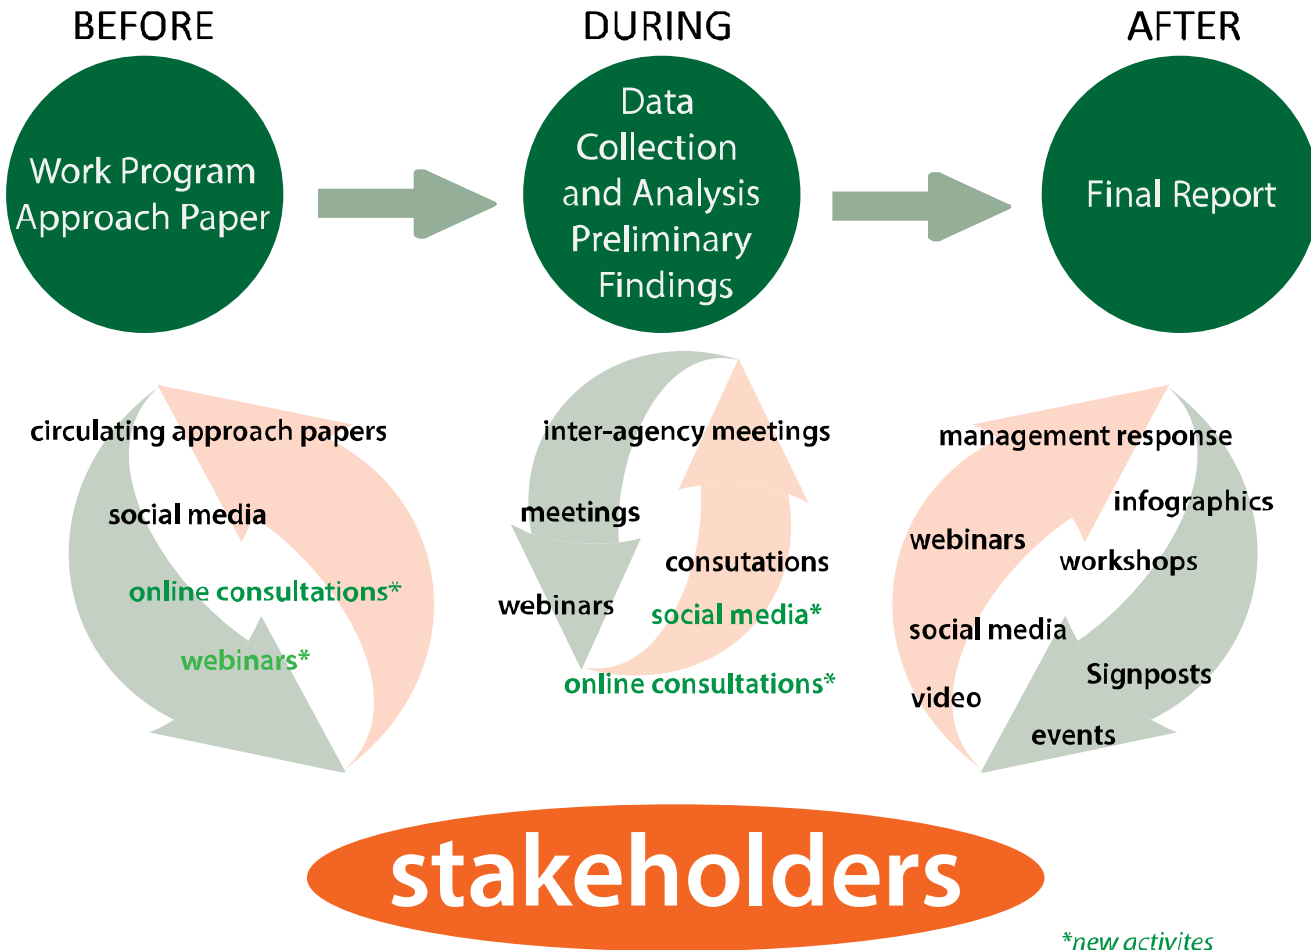 BEFORE
Work Program
Approach Paper
circulating approach papers
social media
online consultations*
webinars*
DURING
Data
Collection
and Analysis
Preliminary
Findings
inter-agency meetings
meetings
consutations
webinars
social media*
online consultations*
AFTER
Final Report
management response
infographics
webinars
workshops
social media
Signposts
video
events
stakeholders
*new activites